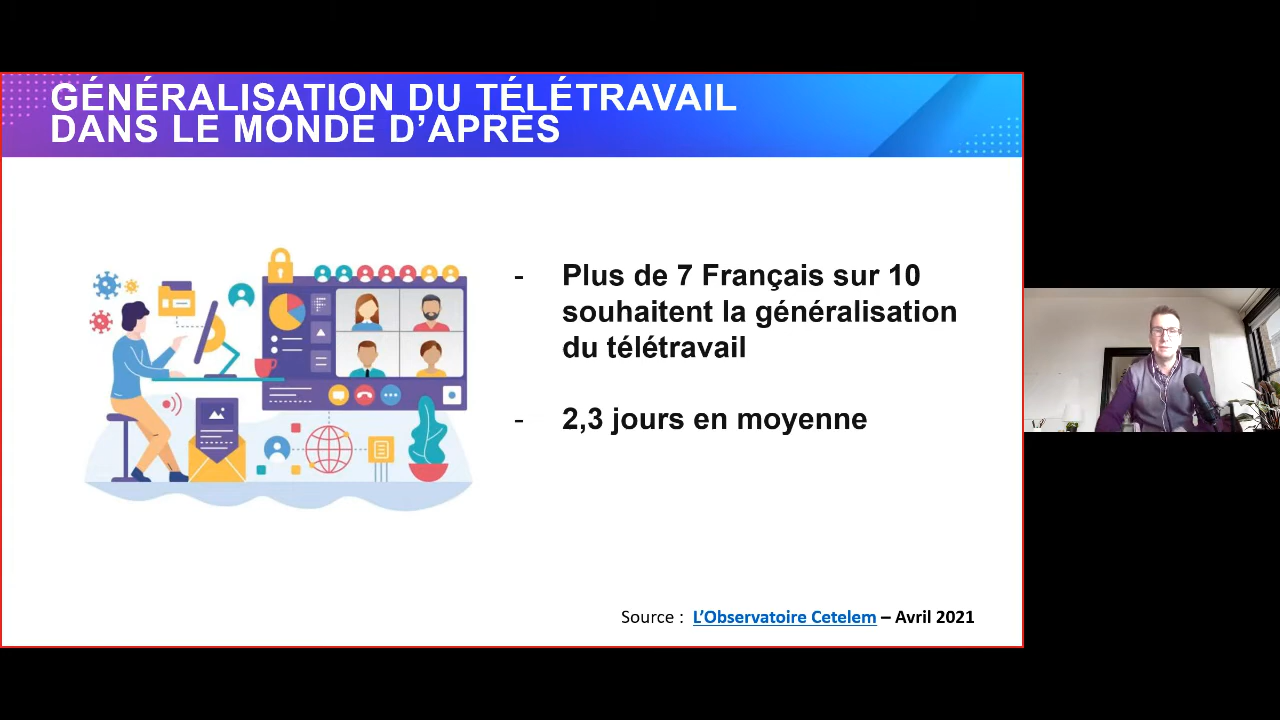 GÉNÉRALISATION DU TÉLÉTRAVAIL
DANS LE MONDE D’APRÈS
- Plus de 7 Français sur 10
souhaitent la généralisation
du télétravail
- 2,3 jours en moyenne
Source : L’Observatoire Cetelem – Avril 2021